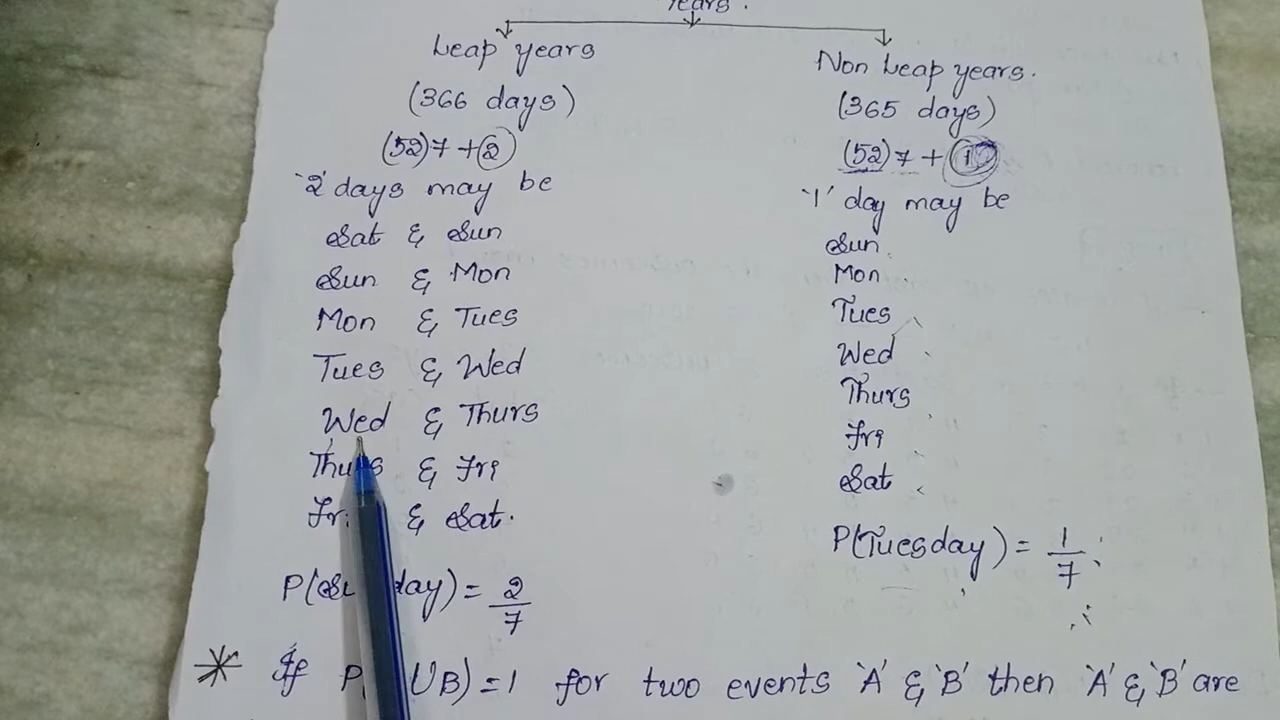 Years.
Leap years
(366 days)
(52)7 + 2
'2' days may be
Sat & Sun
Sun & Mon
Mon & Tues
Tues & Wed
Wed & Thurs
Thurs & Fri
& Sat.
= 2/7
Non Leap years.
(365 days)
(52)7 + 1
'1' day may be
Sun
Mon
Tues
Wed
Thurs
Fri
Sat
P(Tuesday) = 1/7
* If P( UB) = 1 for two events 'A' & 'B' then 'A' & 'B' are